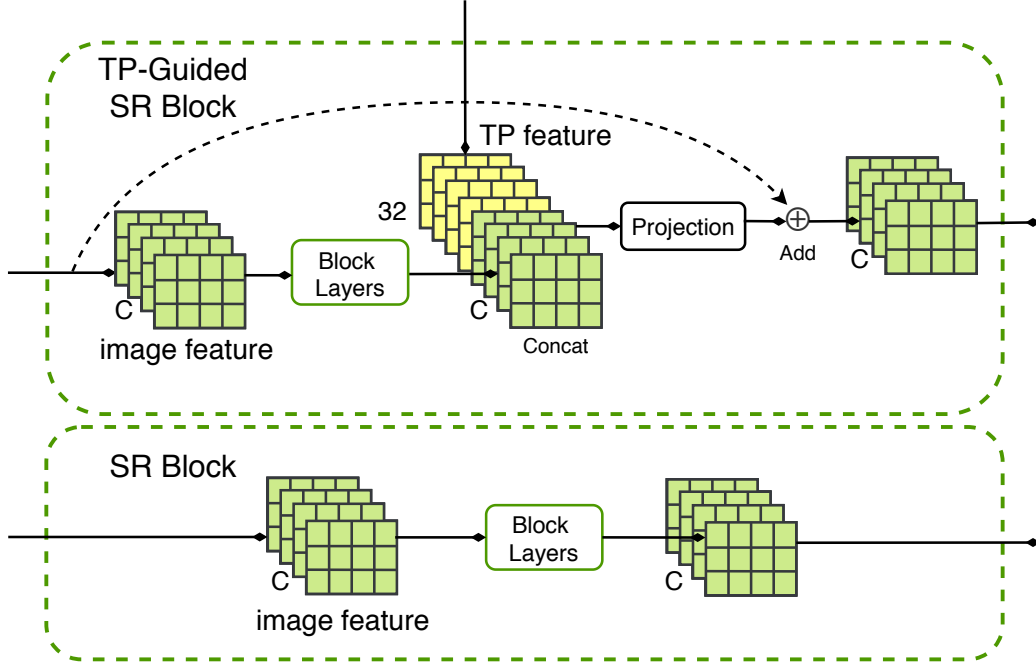 TP-Guided
SR Block
TP feature
32
Projection
Add
Block
Layers
C
C
C
image feature
Concat
SR Block
Block
Layers
C
C
image feature